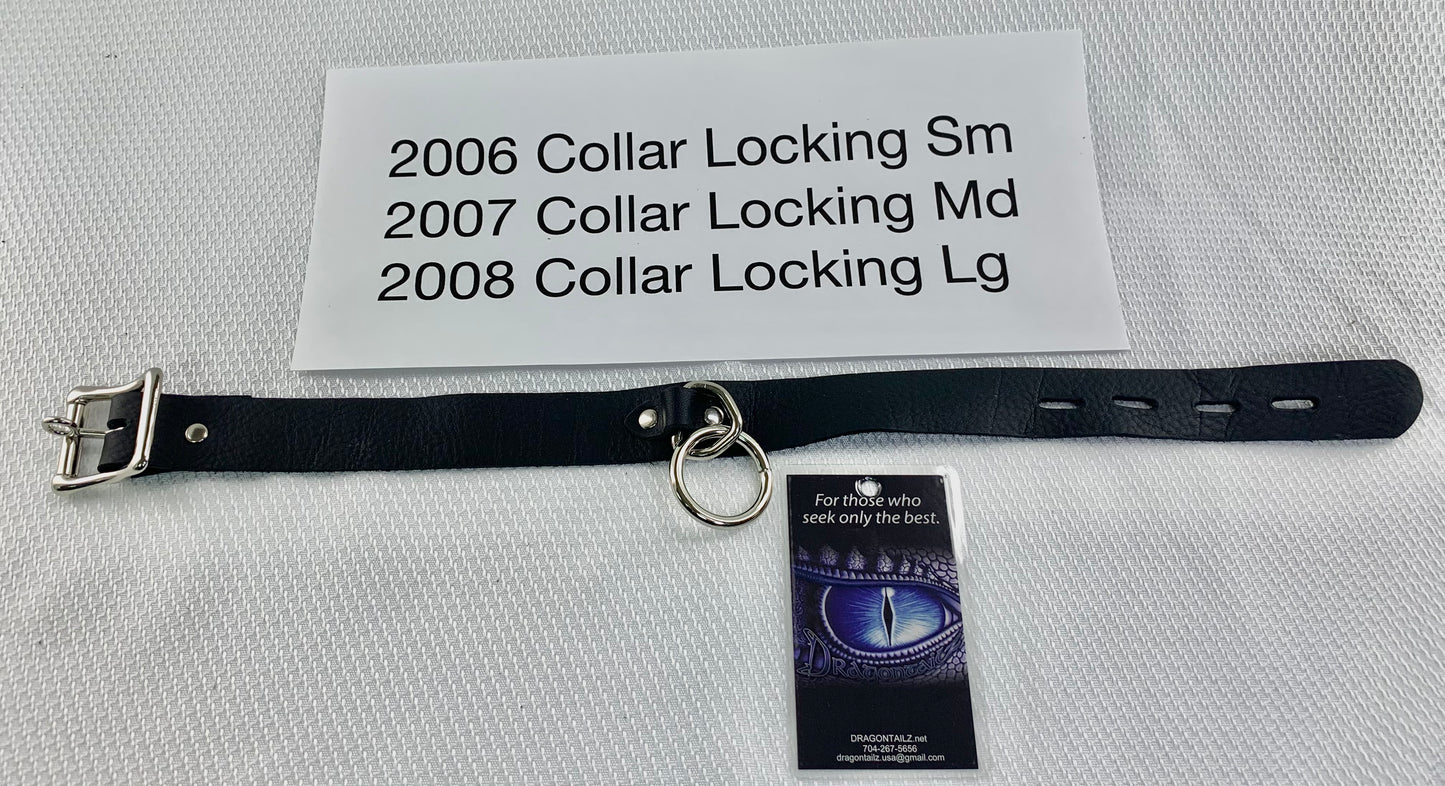 2006 Collar Locking Sm
2007 Collar Locking Md
2008 Collar Locking Lg
For those who
seek only the best.
DRAGONTAILZ.net
704-267-5656
dragontailz.usa@gmail.com